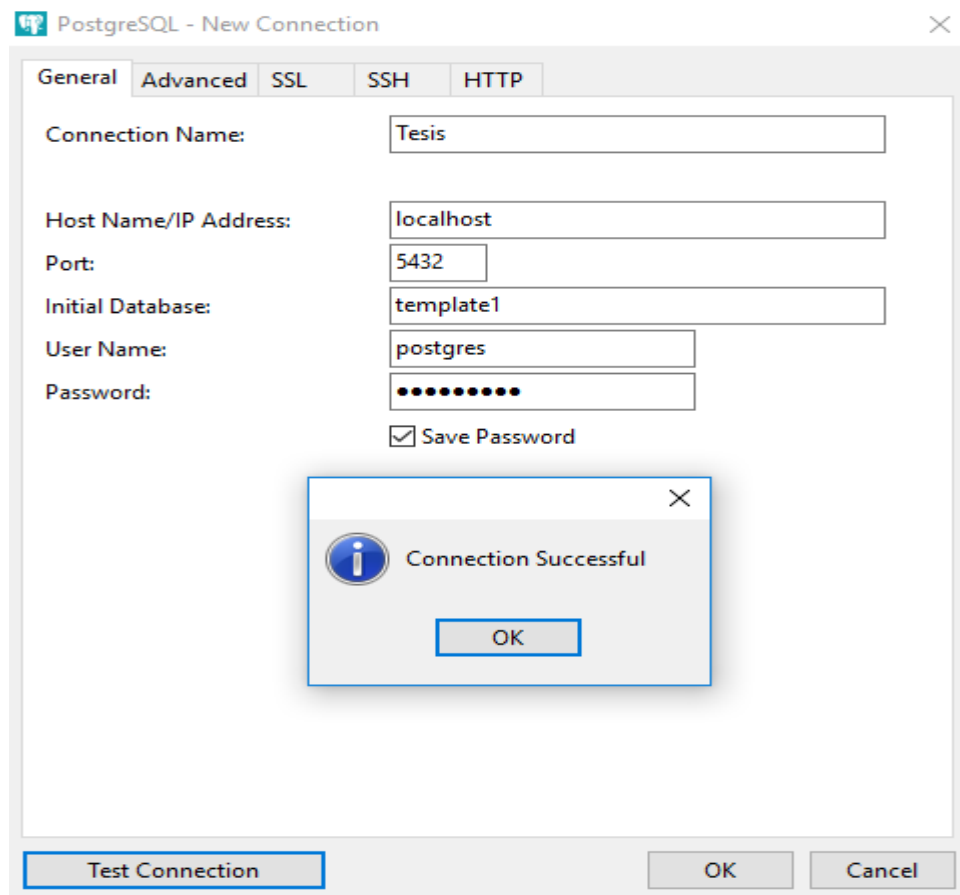 PostgreSQL - New Connection
General Advanced SSL SSH HTTP
Connection Name: Tesis
Host Name/IP Address: localhost
Port: 5432
Initial Database: template1
User Name: postgres
Password: •••••••••
Save Password
Connection Successful
OK
Test Connection OK Cancel